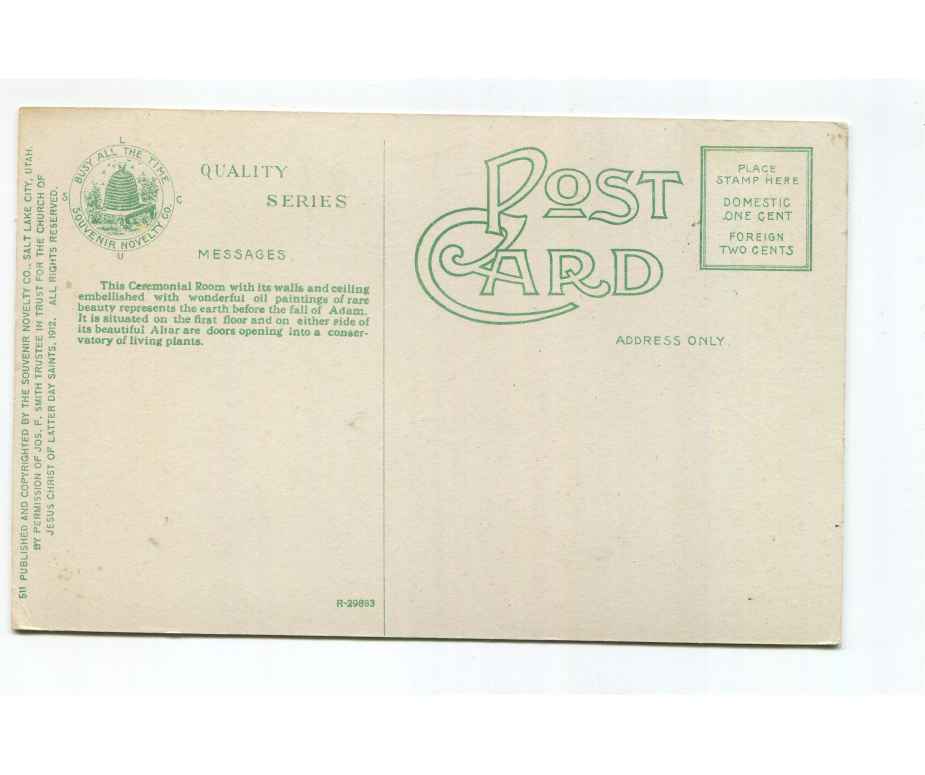 511 PUBLISHED AND COPYRIGHTED BY THE SOUVENIR NOVELTY CO., SALT LAKE CITY, UTAH.
BY PERMISSION OF JOS. F. SMITH TRUSTEE IN TRUST FOR THE CHURCH OF
JESUS CHRIST OF LATTER DAY SAINTS, 1912. ALL RIGHTS RESERVED.
L
S
C
U
BUSY ALL THE TIME
SOUVENIR NOVELTY CO.
QUALITY
SERIES
MESSAGES.
This Ceremonial Room with its walls and ceiling
embellished with wonderful oil paintings of rare
beauty represents the earth before the fall of Adam.
It is situated on the first floor and on either side of
its beautiful Altar are doors opening into a conser-
vatory of living plants.
R-29883
POST
CARD
PLACE
STAMP HERE
DOMESTIC
ONE CENT
FOREIGN
TWO CENTS
ADDRESS ONLY.